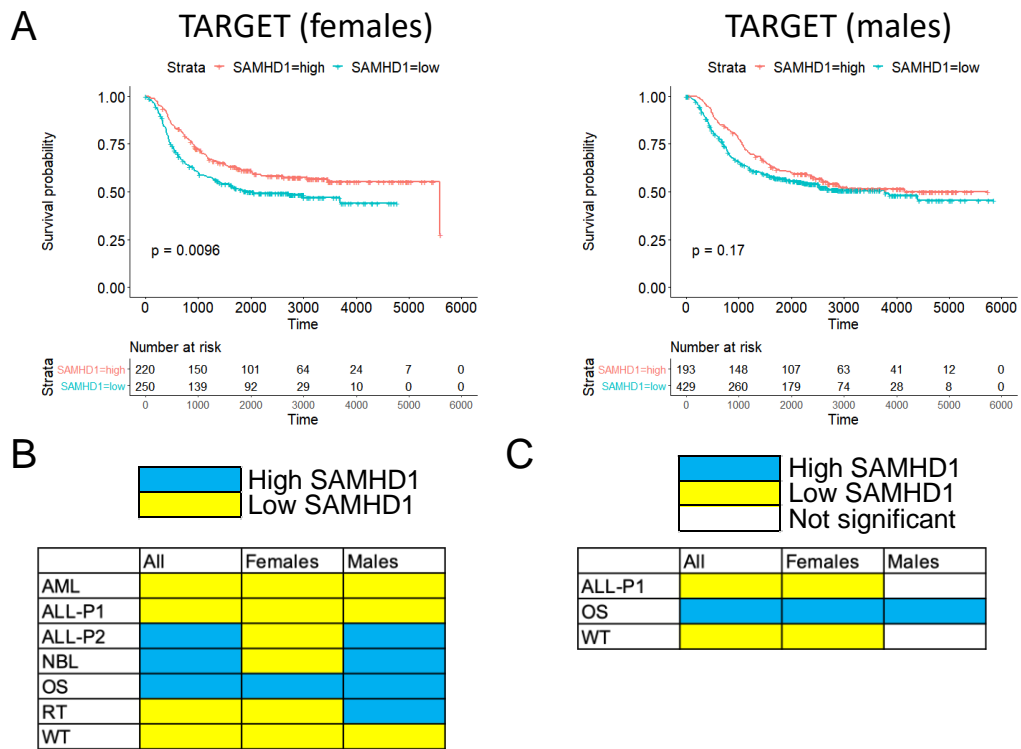 A
TARGET (females)
Strata SAMHD1=high SAMHD1=low
Survival probability
1.00
0.75
0.50
0.25
0.00
p = 0.0096
0 1000 2000 3000 4000 5000 6000
Time
Number at risk
Strata
SAMHD1=high 220 150 101 64 24 7 0
SAMHD1=low 250 139 92 29 10 0 0
0 1000 2000 3000 4000 5000 6000
Time
TARGET (males)
Strata SAMHD1=high SAMHD1=low
Survival probability
1.00
0.75
0.50
0.25
0.00
p = 0.17
0 1000 2000 3000 4000 5000 6000
Time
Number at risk
Strata
SAMHD1=high 193 148 107 63 41 12 0
SAMHD1=low 429 260 179 74 28 8 0
0 1000 2000 3000 4000 5000 6000
Time
B
High SAMHD1
Low SAMHD1
All Females Males
AML
ALL-P1
ALL-P2
NBL
OS
RT
WT
C
High SAMHD1
Low SAMHD1
Not significant
All Females Males
ALL-P1
OS
WT